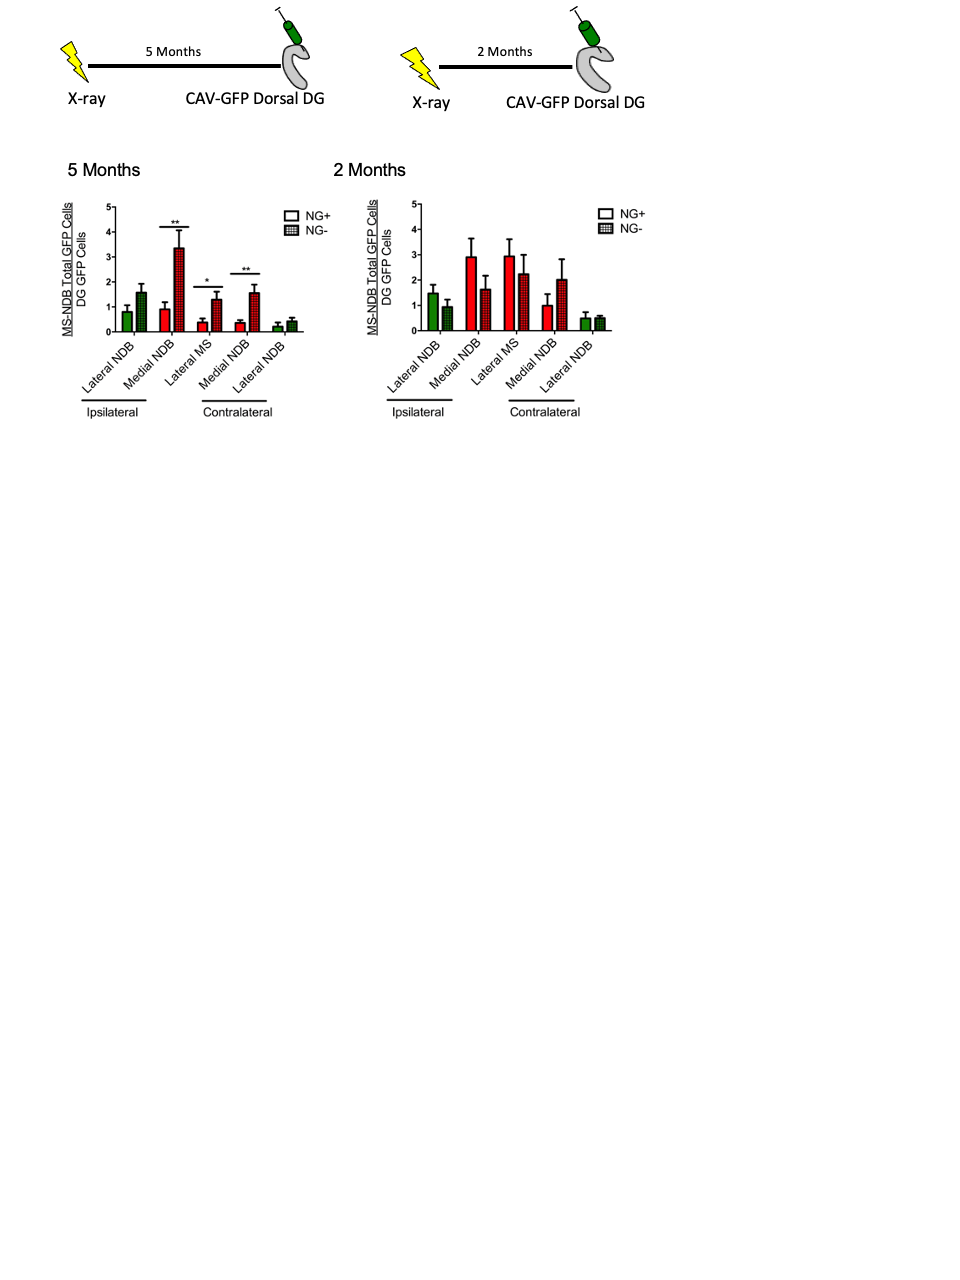 5 Months
X-ray
CAV-GFP Dorsal DG
2 Months
X-ray
CAV-GFP Dorsal DG
5 Months
MS-NDB Total GFP Cells
DG GFP Cells
5
4
3
2
1
0
**
*
**
NG+
NG-
Lateral NDB
Medial NDB
Lateral MS
Medial NDB
Lateral NDB
Ipsilateral
Contralateral
2 Months
MS-NDB Total GFP Cells
DG GFP Cells
5
4
3
2
1
0
NG+
NG-
Lateral NDB
Medial NDB
Lateral MS
Medial NDB
Lateral NDB
Ipsilateral
Contralateral